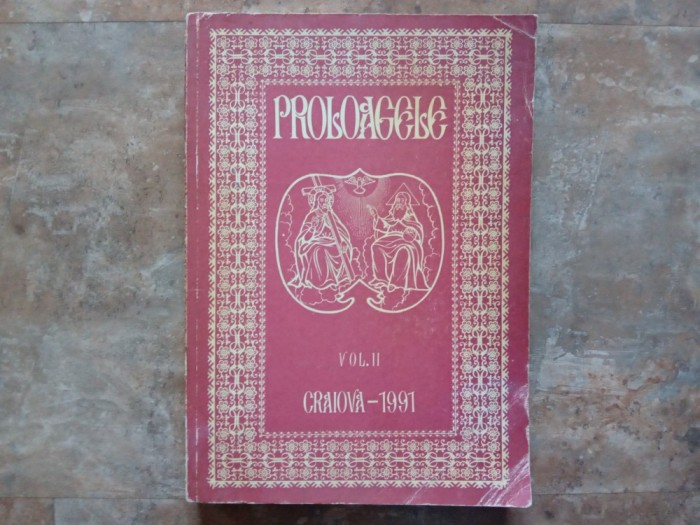 PROLOAGELE
VOL. II
CRAIOVA – 1991